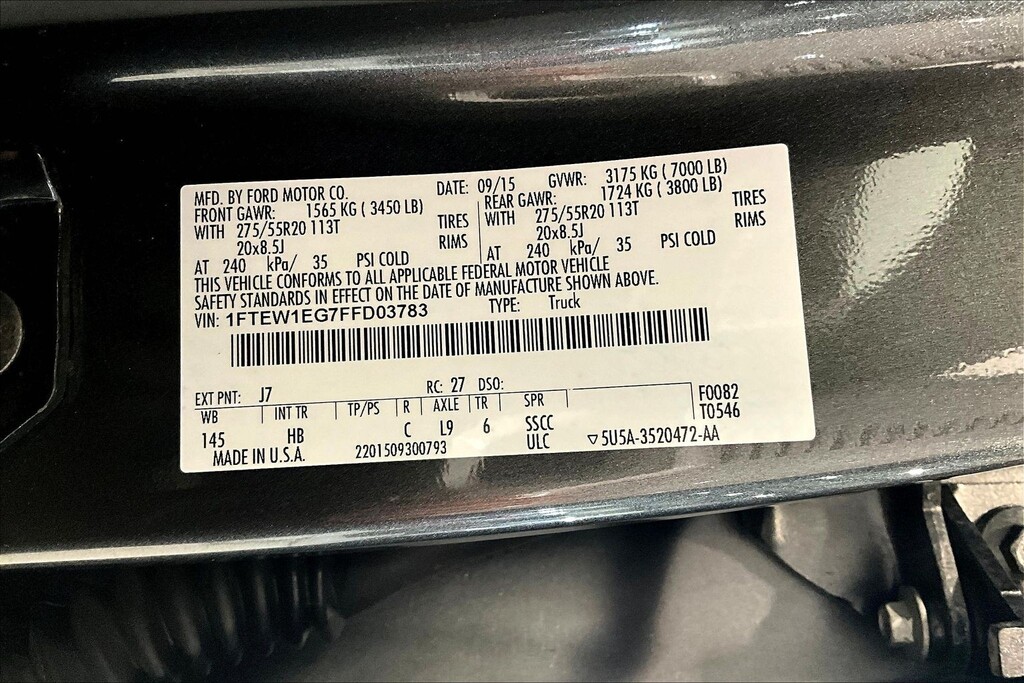 MFD. BY FORD MOTOR CO. DATE: 09/15 GVWR: 3175 KG ( 7000 LB)
FRONT GAWR: 1565 KG ( 3450 LB) REAR GAWR: 1724 KG ( 3800 LB)
WITH 275/55R20 113T TIRES WITH 275/55R20 113T TIRES
20x8.5J RIMS 20x8.5J RIMS
AT 240 kPa/ 35 PSI COLD AT 240 kPa/ 35 PSI COLD
THIS VEHICLE CONFORMS TO ALL APPLICABLE FEDERAL MOTOR VEHICLE
SAFETY STANDARDS IN EFFECT ON THE DATE OF MANUFACTURE SHOWN ABOVE.
VIN: 1FTEW1EG7FFD03783 TYPE: Truck
EXT PNT: J7 RC: 27 DSO:
WB INT TR TP/PS R AXLE TR SPR F0082
145 HB C L9 6 SSCC T0546
ULC ▽5U5A-3520472-AA
MADE IN U.S.A. 2201509300793